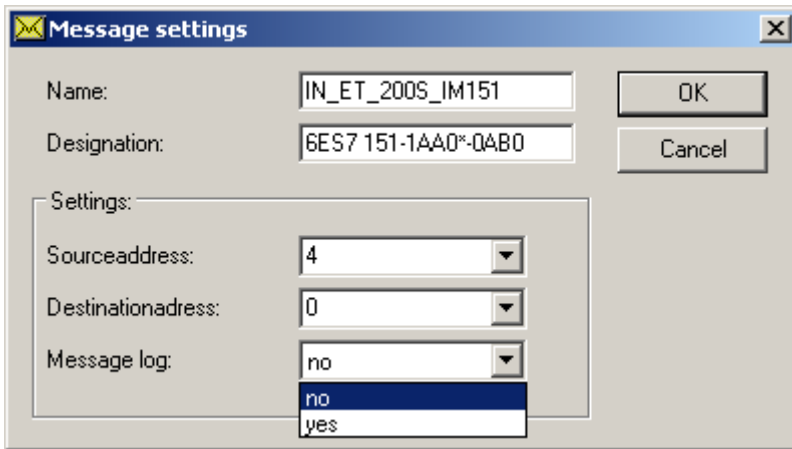 Message settings
Name: IN_ET_200S_IM151 OK
Designation: 6ES7 151-1AA0*-0AB0 Cancel
Settings:
Sourceaddress: 4
Destinationadress: 0
Message log: no
no
yes